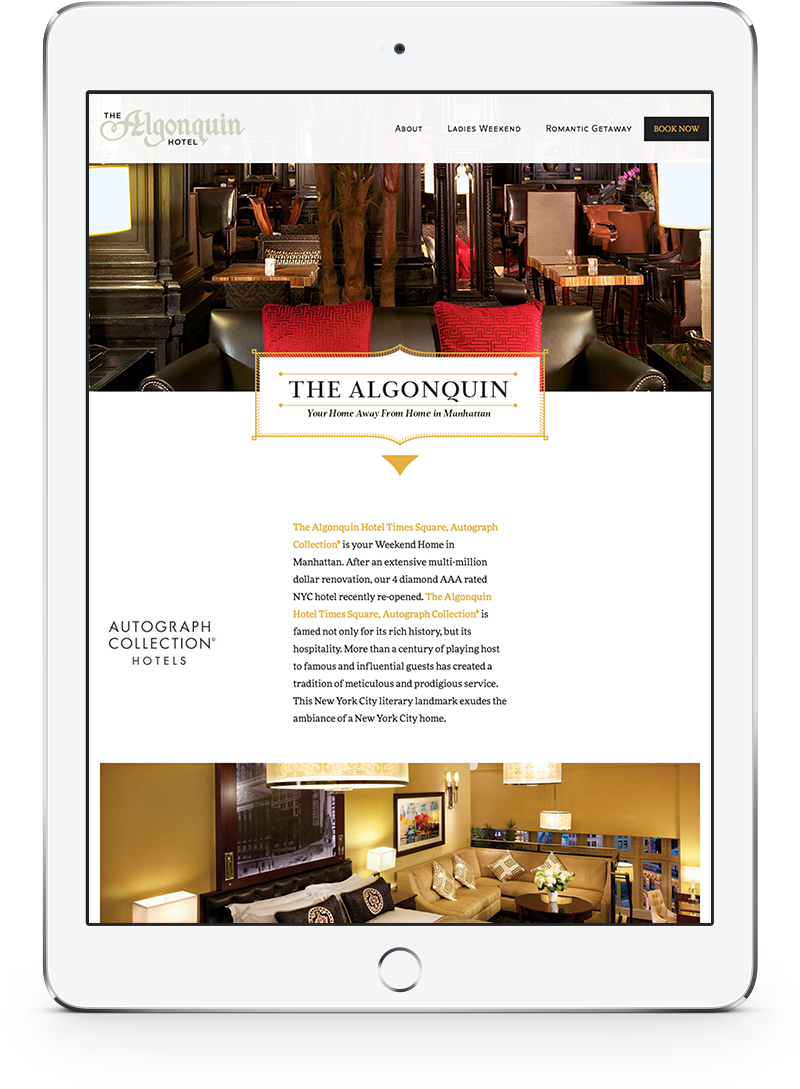 THE
Algonquin
HOTEL
About Ladies Weekend Romantic Getaway BOOK NOW
THE ALGONQUIN
Your Home Away From Home in Manhattan
The Algonquin Hotel Times Square, Autograph
Collection® is your Weekend Home in
Manhattan. After an extensive multi-million
dollar renovation, our 4 diamond AAA rated
NYC hotel recently re-opened. The Algonquin
Hotel Times Square, Autograph Collection® is
famed not only for its rich history, but its
hospitality. More than a century of playing host
to famous and influential guests has created a
tradition of meticulous and prodigious service.
This New York City literary landmark exudes the
ambiance of a New York City home.
AUTOGRAPH
COLLECTION®
HOTELS